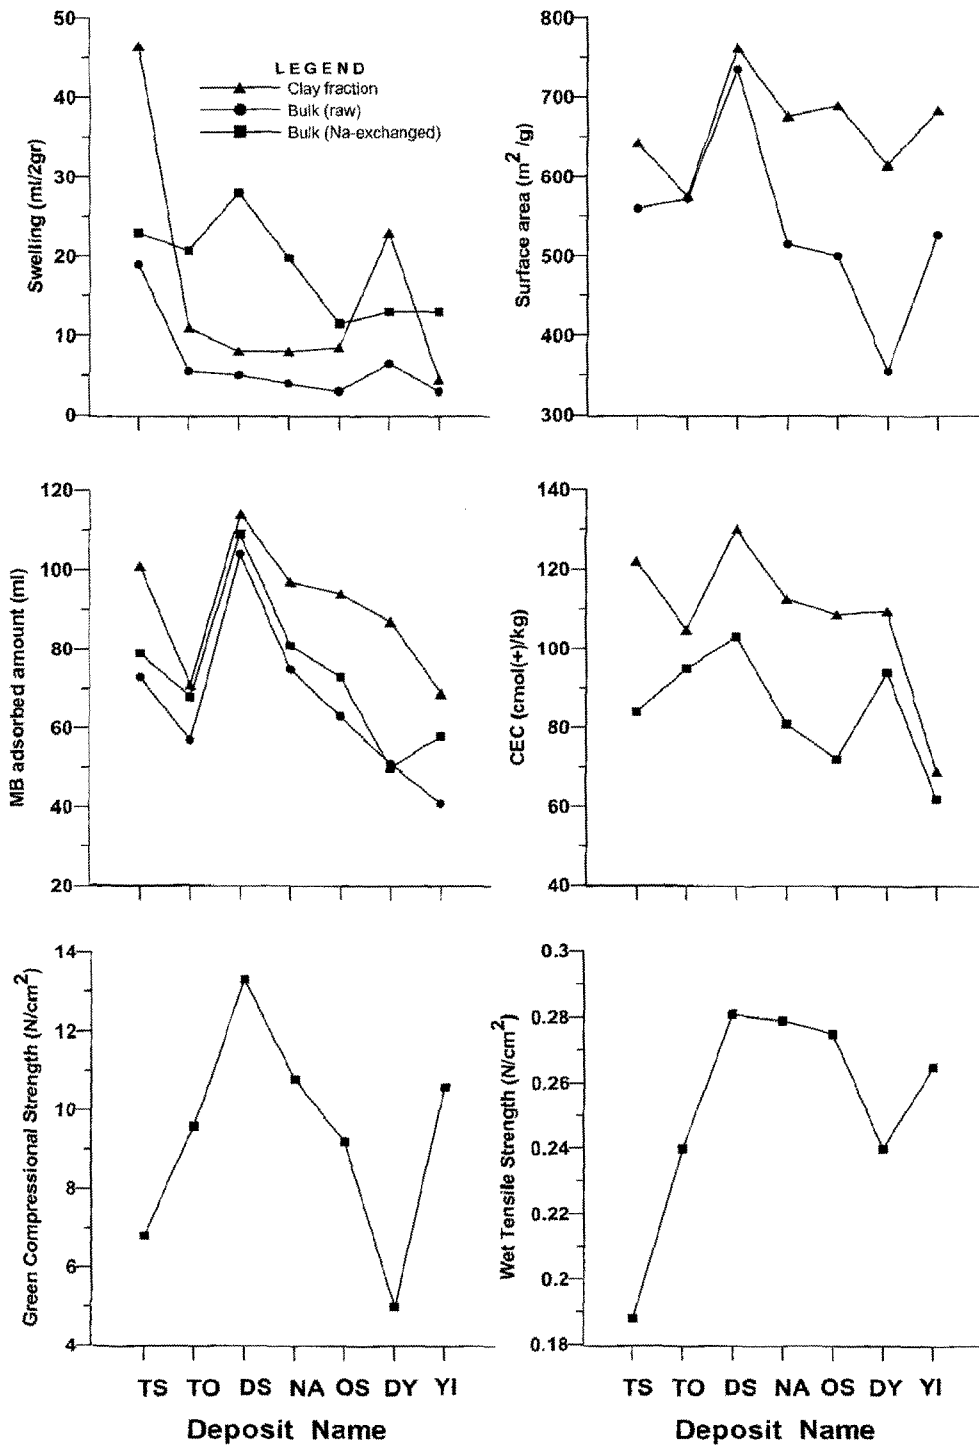 50
40
30
20
10
0
Swelling (ml/2gr)
LEGEND
Clay fraction
Bulk (raw)
Bulk (Na-exchanged)
800
700
600
500
400
300
Surface area (m2 /g)
120
100
80
60
40
20
MB adsorbed amount (ml)
140
120
100
80
60
40
CEC (cmol(+)/kg)
14
12
10
8
6
4
Green Compressional Strength (N/cm2)
TS TO DS NA OS DY YI
Deposit Name
0.3
0.28
0.26
0.24
0.22
0.2
0.18
Wet Tensile Strength (N/cm2)
TS TO DS NA OS DY YI
Deposit Name